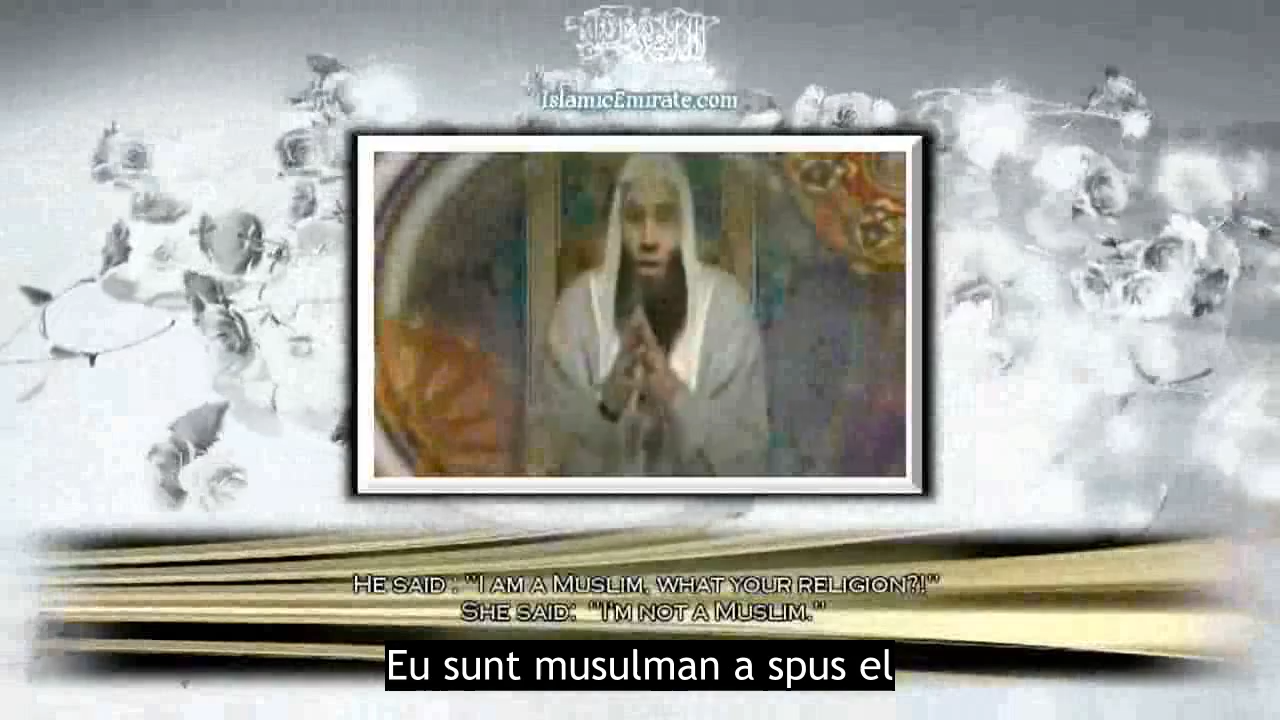 IslamicEmirate.com
He said : "I am a Muslim, what your religion?!"
She said: "I'm not a Muslim."
Eu sunt musulman a spus el